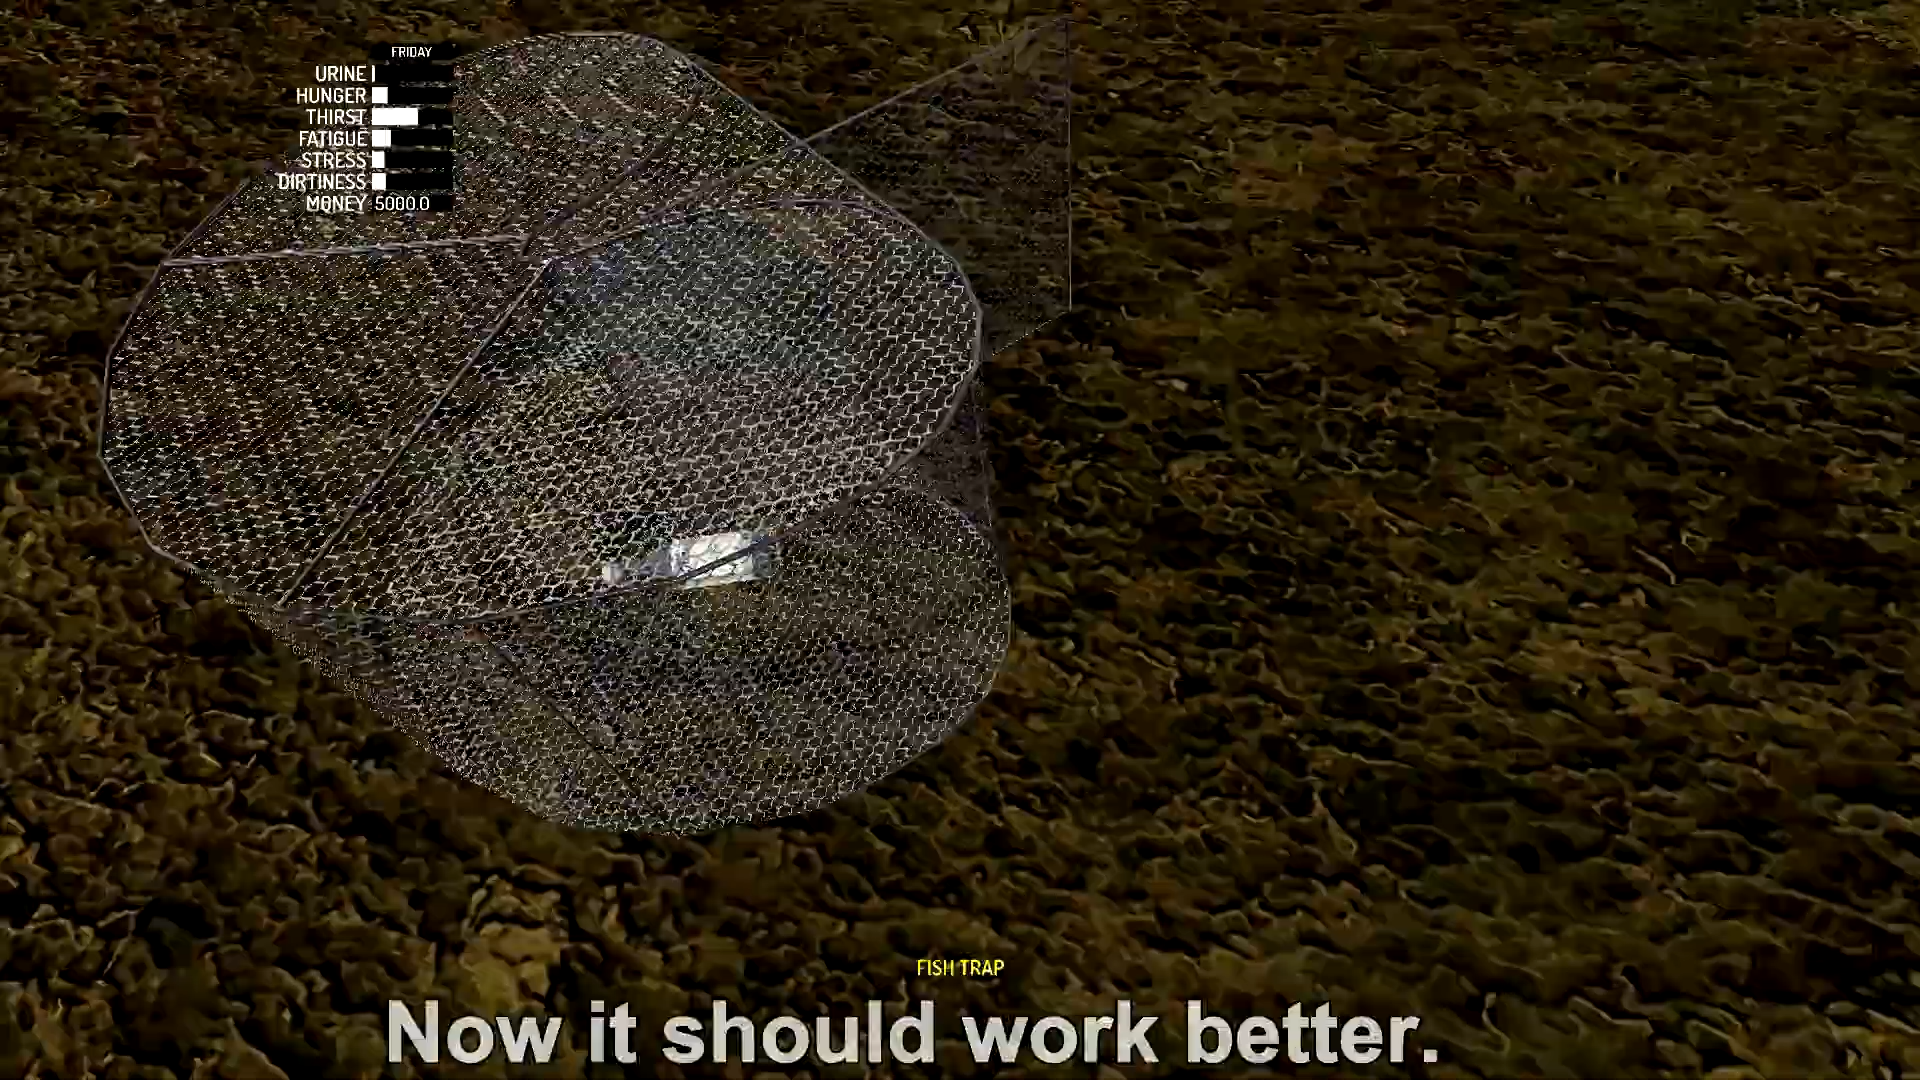 FRIDAY
URINE
HUNGER
THIRST
FATIGUE
STRESS
DIRTINESS
MONEY 5000.0
FISH TRAP
Now it should work better.